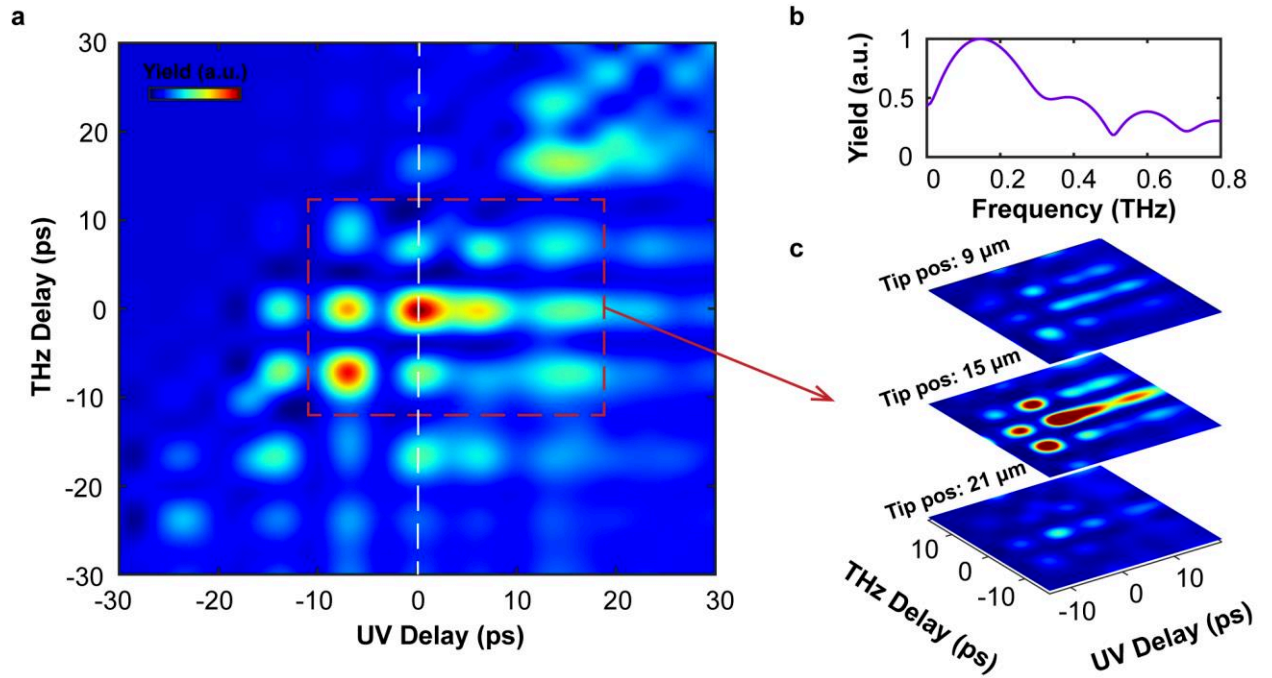 a
Yield (a.u.)
30
20
10
0
-10
-20
-30
-30
-20
-10
0
10
20
30
THz Delay (ps)
UV Delay (ps)
b
Yield (a.u.)
1
0.5
0
0
0.2
0.4
0.6
0.8
Frequency (THz)
c
Tip pos: 9 µm
Tip pos: 15 µm
Tip pos: 21 µm
10
0
-10
THz Delay (ps)
-10
0
10
UV Delay (ps)